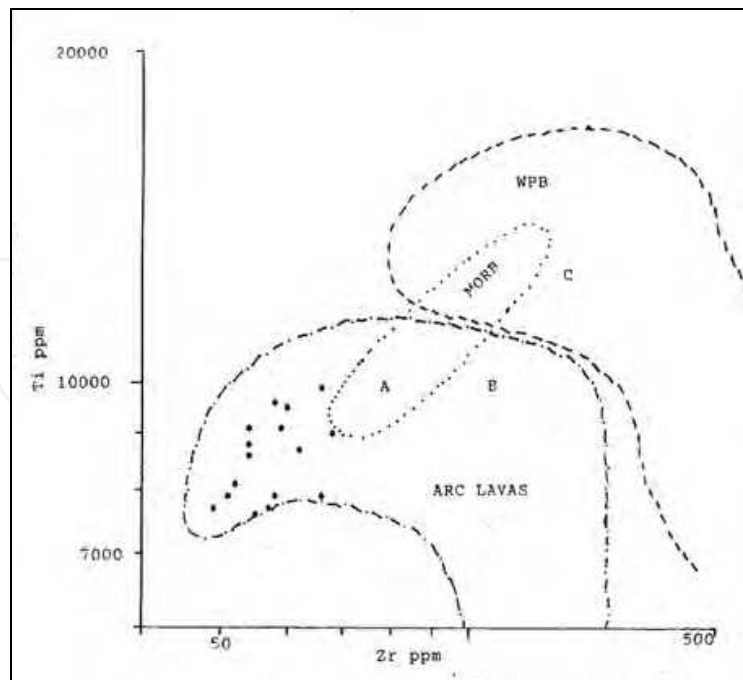 20000
WPB
MORB
C
Ti ppm
10000
A
B
ARC LAVAS
7000
50
500
Zr ppm